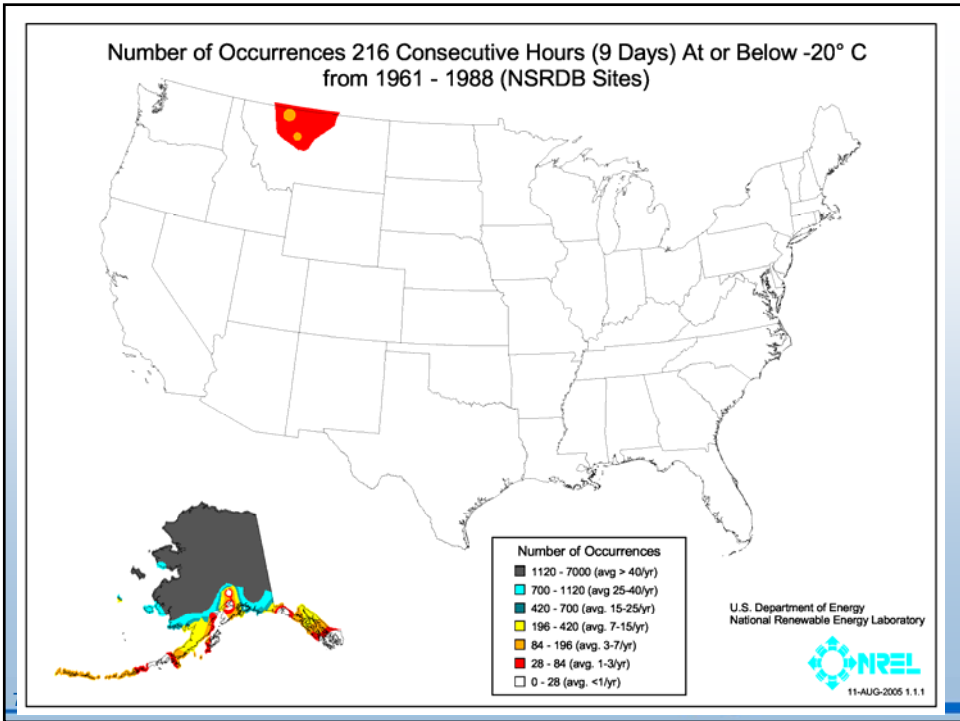 Number of Occurrences 216 Consecutive Hours (9 Days) At or Below -20° C
from 1961 - 1988 (NSRDB Sites)
Number of Occurrences
1120 - 7000 (avg > 40/yr)
700 - 1120 (avg 25-40/yr)
420 - 700 (avg. 15-25/yr)
196 - 420 (avg. 7-15/yr)
84 - 196 (avg. 3-7/yr)
28 - 84 (avg. 1-3/yr)
0 - 28 (avg. <1/yr)
U.S. Department of Energy
National Renewable Energy Laboratory
NREL
11-AUG-2005 1.1.1